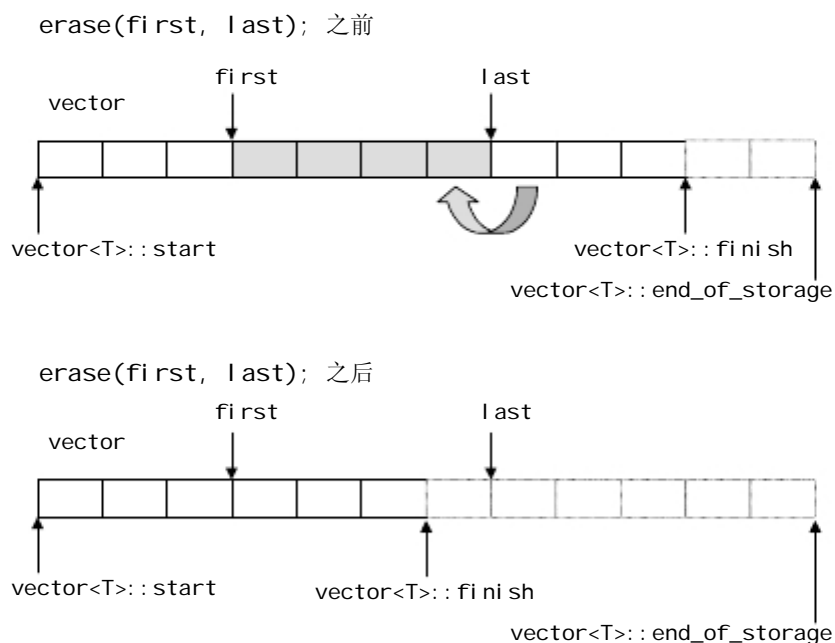 erase(first, last); 之前
first last
vector
vector<T>::start vector<T>::finish
vector<T>::end_of_storage
erase(first, last); 之后
first last
vector
vector<T>::start vector<T>::finish
vector<T>::end_of_storage